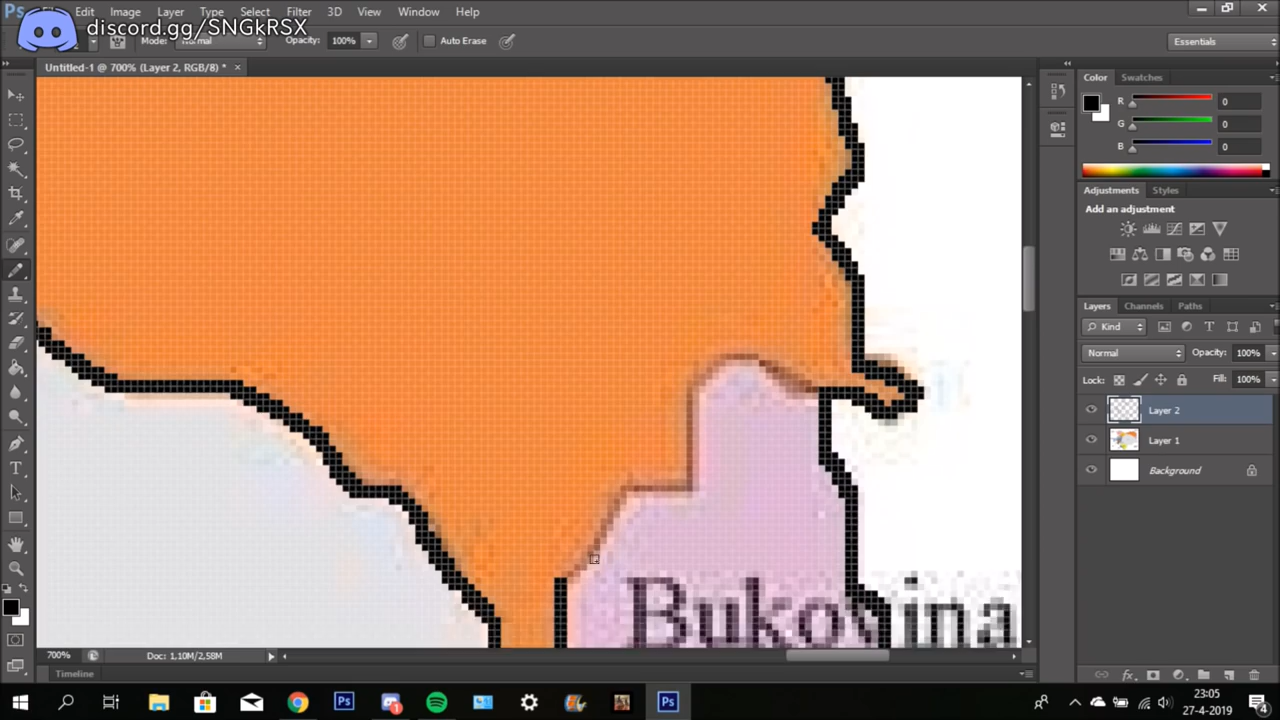 Ps File Edit Image Layer Type Select Filter 3D View Window Help
discord.gg/SNGkRSX
Mode: Normal Opacity: 100% Auto Erase Essentials
Untitled-1 @ 700% (Layer 2, RGB/8) * ×
Color Swatches
R 0
G 0
B 0
Adjustments Styles
Add an adjustment
Layers Channels Paths
Kind
Normal Opacity: 100%
Lock: Fill: 100%
Layer 2
Layer 1
Background
Bukovina
700% Doc: 1,10M/2,58M
Timeline
23:05
27-4-2019